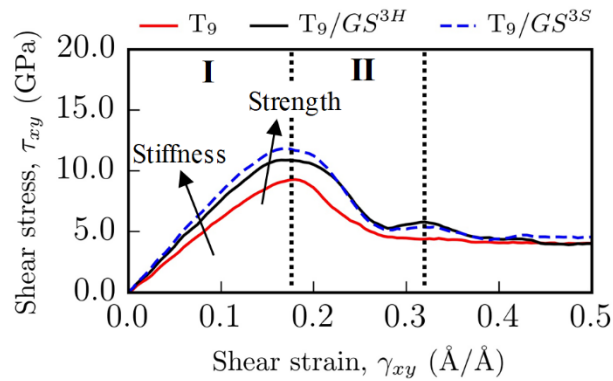 T₉ T₉/GS³ᴴ T₉/GS³ˢ
20.0
I II
Strength
15.0
Stiffness
10.0
5.0
0.0
Shear stress, τxy (GPa)
0.0 0.1 0.2 0.3 0.4 0.5
Shear strain, γxy (Å/Å)